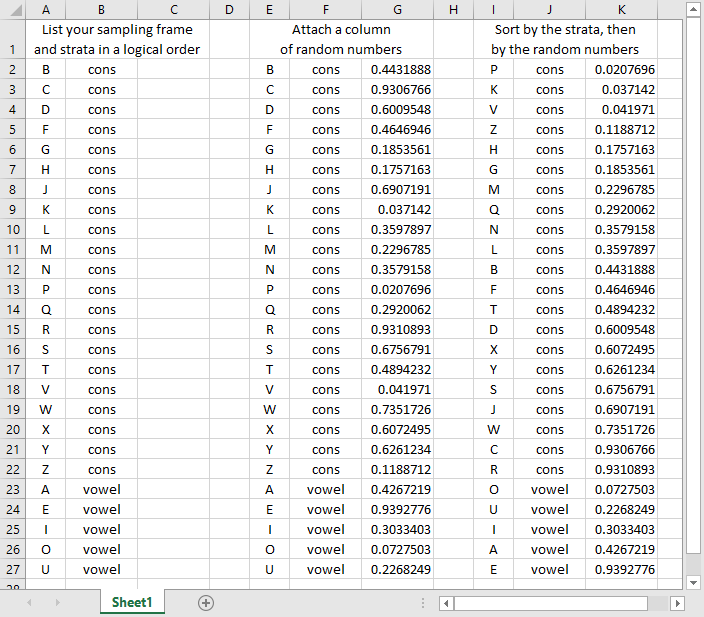 A B C D E F G H I J K
List your sampling frame Attach a column Sort by the strata, then
1 and strata in a logical order of random numbers by the random numbers
2 B cons B cons 0.4431888 P cons 0.0207696
3 C cons C cons 0.9306766 K cons 0.037142
4 D cons D cons 0.6009548 V cons 0.041971
5 F cons F cons 0.4646946 Z cons 0.1188712
6 G cons G cons 0.1853561 H cons 0.1757163
7 H cons H cons 0.1757163 G cons 0.1853561
8 J cons J cons 0.6907191 M cons 0.2296785
9 K cons K cons 0.037142 Q cons 0.2920062
10 L cons L cons 0.3597897 N cons 0.3579158
11 M cons M cons 0.2296785 L cons 0.3597897
12 N cons N cons 0.3579158 B cons 0.4431888
13 P cons P cons 0.0207696 F cons 0.4646946
14 Q cons Q cons 0.2920062 T cons 0.4894232
15 R cons R cons 0.9310893 D cons 0.6009548
16 S cons S cons 0.6756791 X cons 0.6072495
17 T cons T cons 0.4894232 Y cons 0.6261234
18 V cons V cons 0.041971 S cons 0.6756791
19 W cons W cons 0.7351726 J cons 0.6907191
20 X cons X cons 0.6072495 W cons 0.7351726
21 Y cons Y cons 0.6261234 C cons 0.9306766
22 Z cons Z cons 0.1188712 R cons 0.9310893
23 A vowel A vowel 0.4267219 O vowel 0.0727503
24 E vowel E vowel 0.9392776 U vowel 0.2268249
25 I vowel I vowel 0.3033403 I vowel 0.3033403
26 O vowel O vowel 0.0727503 A vowel 0.4267219
27 U vowel U vowel 0.2268249 E vowel 0.9392776
Sheet1